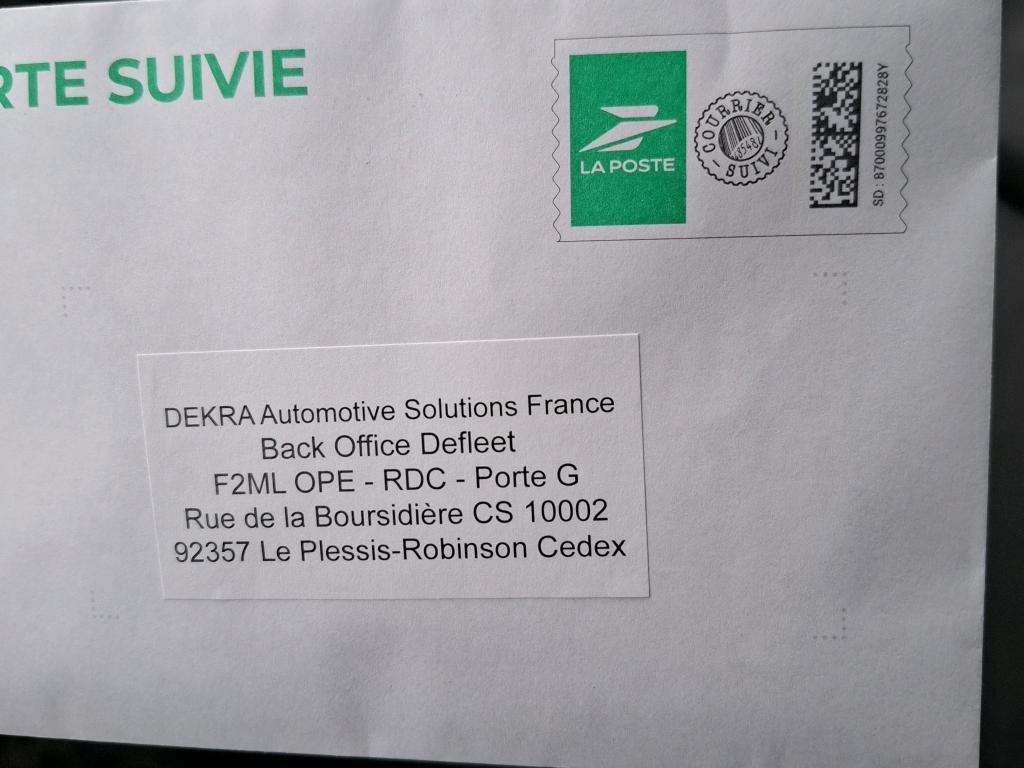 RTE SUIVIE
LA POSTE
COURRIER
SUIVI
SD : 87000997672828Y
DEKRA Automotive Solutions France
Back Office Defleet
F2ML OPE - RDC - Porte G
Rue de la Boursidière CS 10002
92357 Le Plessis-Robinson Cedex